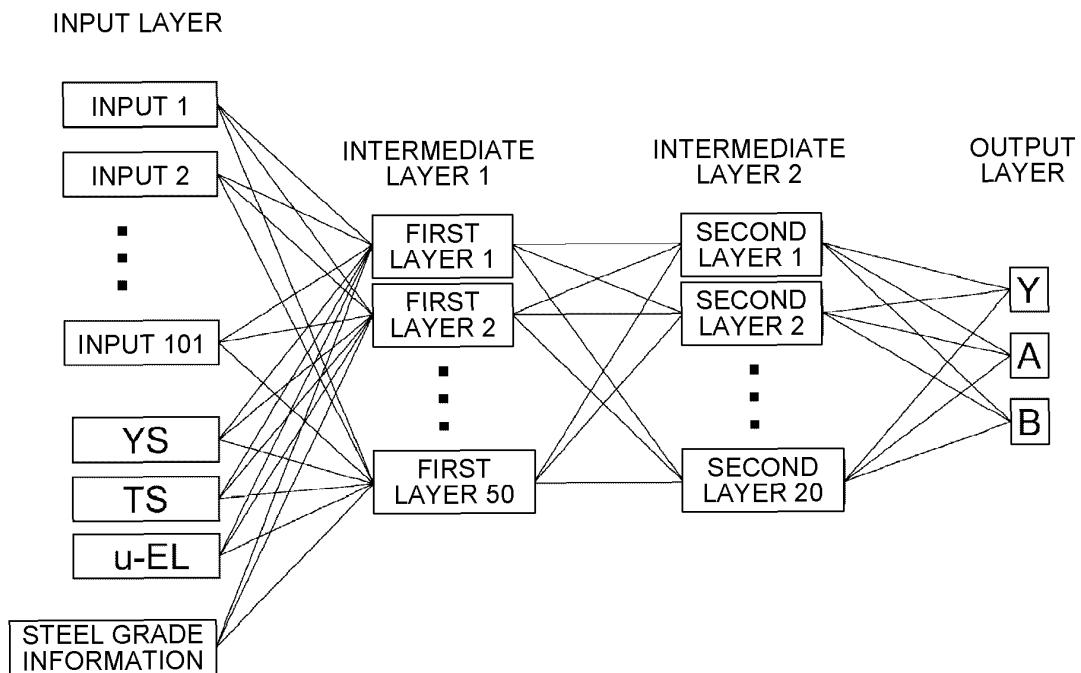 INPUT LAYER
INPUT 1
INPUT 2
INPUT 101
YS
TS
u-EL
STEEL GRADE
INFORMATION
INTERMEDIATE
LAYER 1
FIRST
LAYER 1
FIRST
LAYER 2
FIRST
LAYER 50
INTERMEDIATE
LAYER 2
SECOND
LAYER 1
SECOND
LAYER 2
SECOND
LAYER 20
OUTPUT
LAYER
Y
A
B